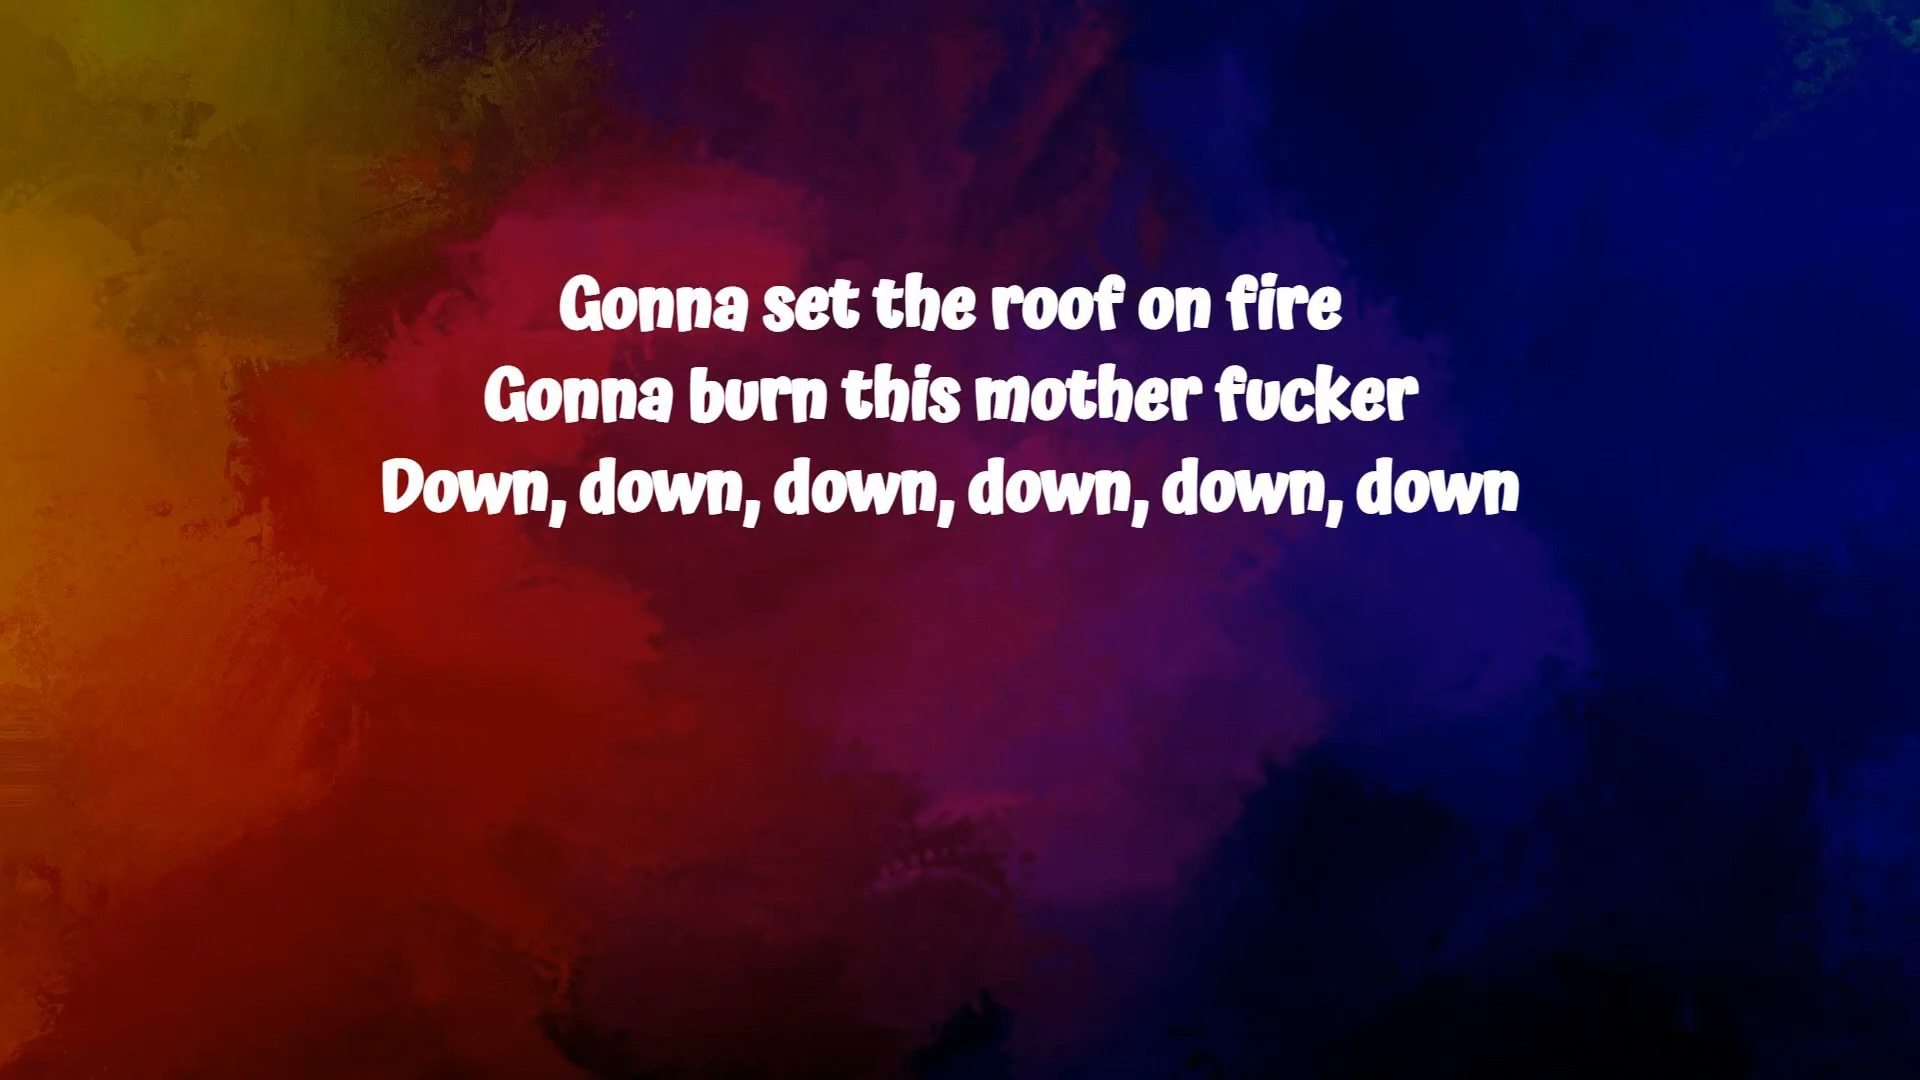 Gonna set the roof on fire
Gonna burn this mother fucker
Down, down, down, down, down, down